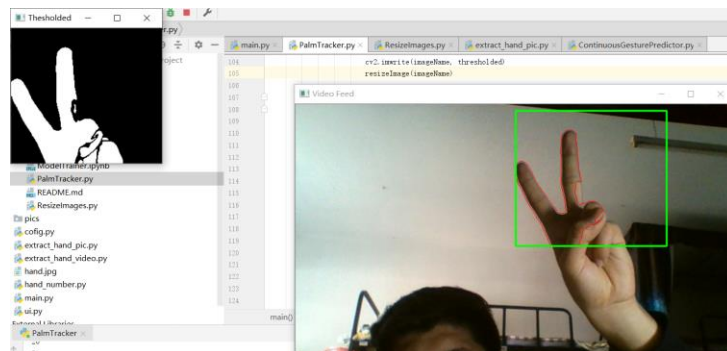 Thesholded
r.py
main.py
PalmTracker.py
ResizeImages.py
extract_hand_pic.py
ContinuousGesturePredictor.py
oject
104 cv2.imwrite(imageName, thresholded)
105 resizeImage(imageName)
106
107
108
109
110
111
112
113
114
115
116
117
118
119
120
121
122
123
124
Video Feed
ModelTrainer.ipynb
PalmTracker.py
README.md
ResizeImages.py
pics
cofig.py
extract_hand_pic.py
extract_hand_video.py
hand.jpg
hand_number.py
main.py
ui.py
External Libraries
main()
PalmTracker